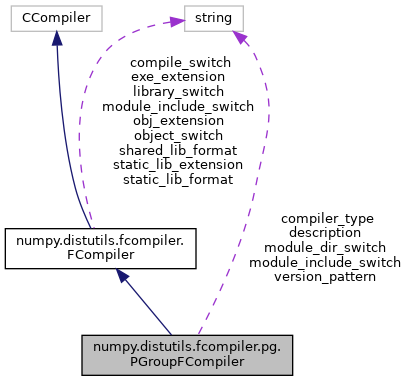 CCompiler
string
compile_switch
exe_extension
library_switch
module_include_switch
obj_extension
object_switch
shared_lib_format
static_lib_extension
static_lib_format
compiler_type
description
module_dir_switch
module_include_switch
version_pattern
numpy.distutils.fcompiler.
FCompiler
numpy.distutils.fcompiler.pg.
PGroupFCompiler